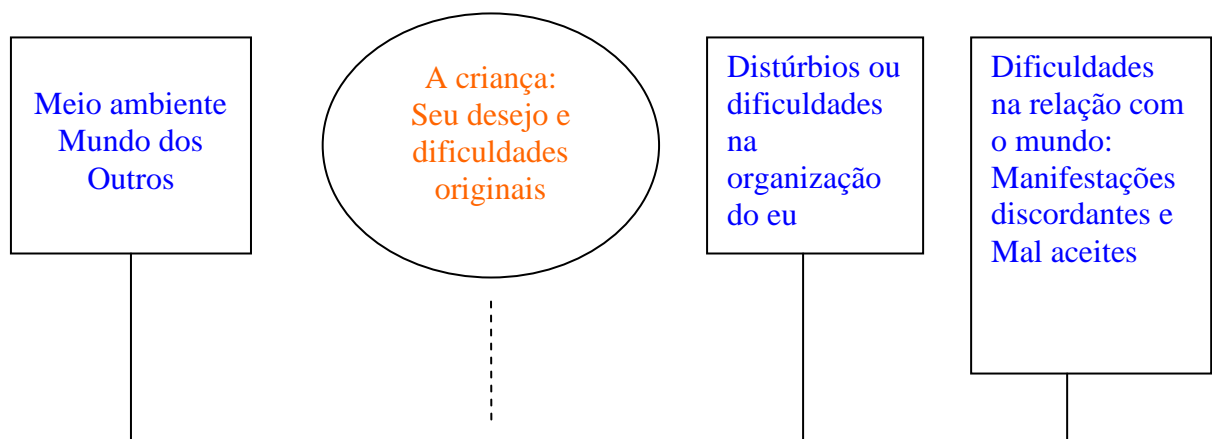 Meio ambiente
Mundo dos
Outros
A criança:
Seu desejo e
dificuldades
originais
Distúrbios ou
dificuldades
na
organização
do eu
Dificuldades
na relação com
o mundo:
Manifestações
discordantes e
Mal aceites